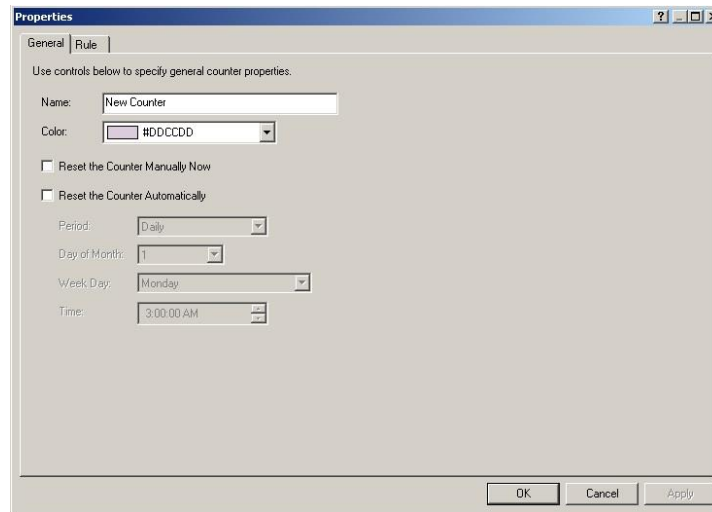 Properties
General Rule
Use controls below to specify general counter properties.
Name: New Counter
Color: #DDCCDD
Reset the Counter Manually Now
Reset the Counter Automatically
Period: Daily
Day of Month: 1
Week Day: Monday
Time: 3:00:00 AM
OK Cancel Apply